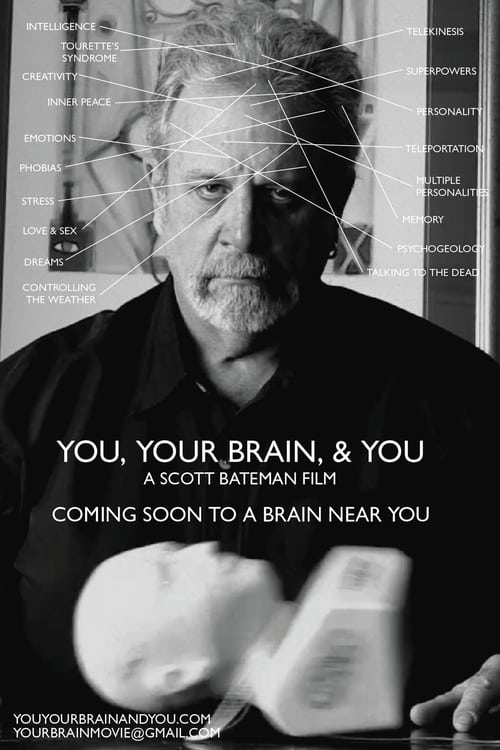 INTELLIGENCE
TOURETTE'S
SYNDROME
CREATIVITY
INNER PEACE
EMOTIONS
PHOBIAS
STRESS
LOVE & SEX
DREAMS
CONTROLLING
THE WEATHER
TELEKINESIS
SUPERPOWERS
PERSONALITY
TELEPORTATION
MULTIPLE
PERSONALITIES
MEMORY
PSYCHOGEOLOGY
TALKING TO THE DEAD
YOU, YOUR BRAIN, & YOU
A SCOTT BATEMAN FILM
COMING SOON TO A BRAIN NEAR YOU
YOUYOURBRAINANDYOU.COM
YOURBRAINMOVIE@GMAIL.COM